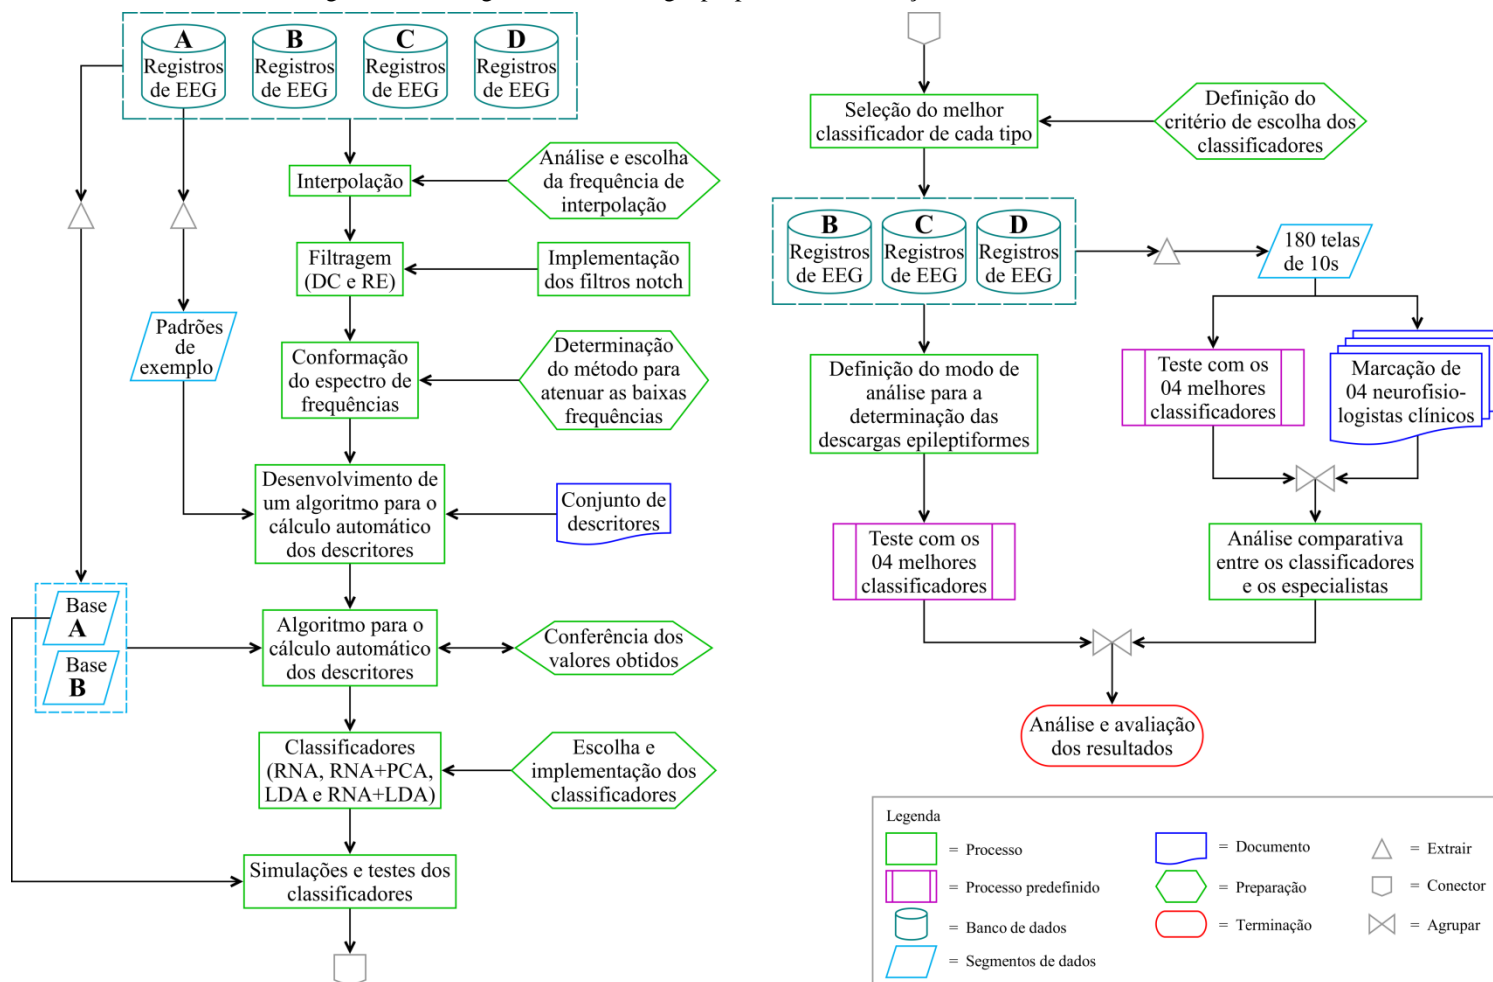 A
Registros
de EEG
B
Registros
de EEG
C
Registros
de EEG
D
Registros
de EEG
Interpolação
Análise e escolha
da frequência de
interpolação
Filtragem
(DC e RE)
Implementação
dos filtros notch
Padrões
de
exemplo
Conformação
do espectro de
frequências
Determinação
do método para
atenuar as baixas
frequências
Desenvolvimento de
um algoritmo para o
cálculo automático
dos descritores
Conjunto de
descritores
Base
A
Base
B
Algoritmo para o
cálculo automático
dos descritores
Conferência dos
valores obtidos
Classificadores
(RNA, RNA+PCA,
LDA e RNA+LDA)
Escolha e
implementação dos
classificadores
Simulações e testes dos
classificadores
Seleção do melhor
classificador de cada tipo
Definição do
critério de escolha dos
classificadores
B
Registros
de EEG
C
Registros
de EEG
D
Registros
de EEG
180 telas
de 10s
Definição do modo de
análise para a
determinação das
descargas epileptiformes
Teste com os
04 melhores
classificadores
Marcação de
04 neurofisio-
logistas clínicos
Teste com os
04 melhores
classificadores
Análise comparativa
entre os classificadores
e os especialistas
Análise e avaliação
dos resultados
Legenda
= Processo
= Processo predefinido
= Banco de dados
= Segmentos de dados
= Documento
= Preparação
= Terminação
= Extrair
= Conector
= Agrupar